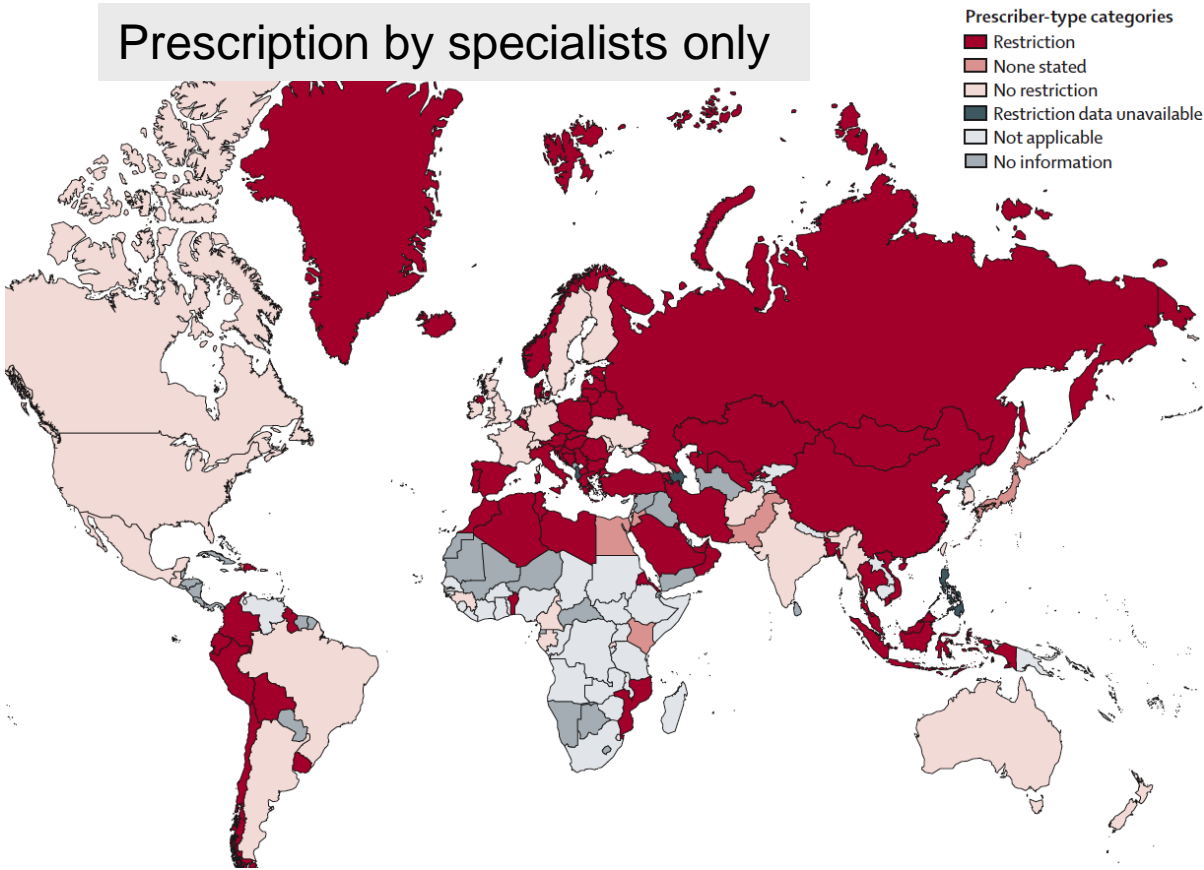 Prescription by specialists only
Prescriber-type categories
Restriction
None stated
No restriction
Restriction data unavailable
Not applicable
No information